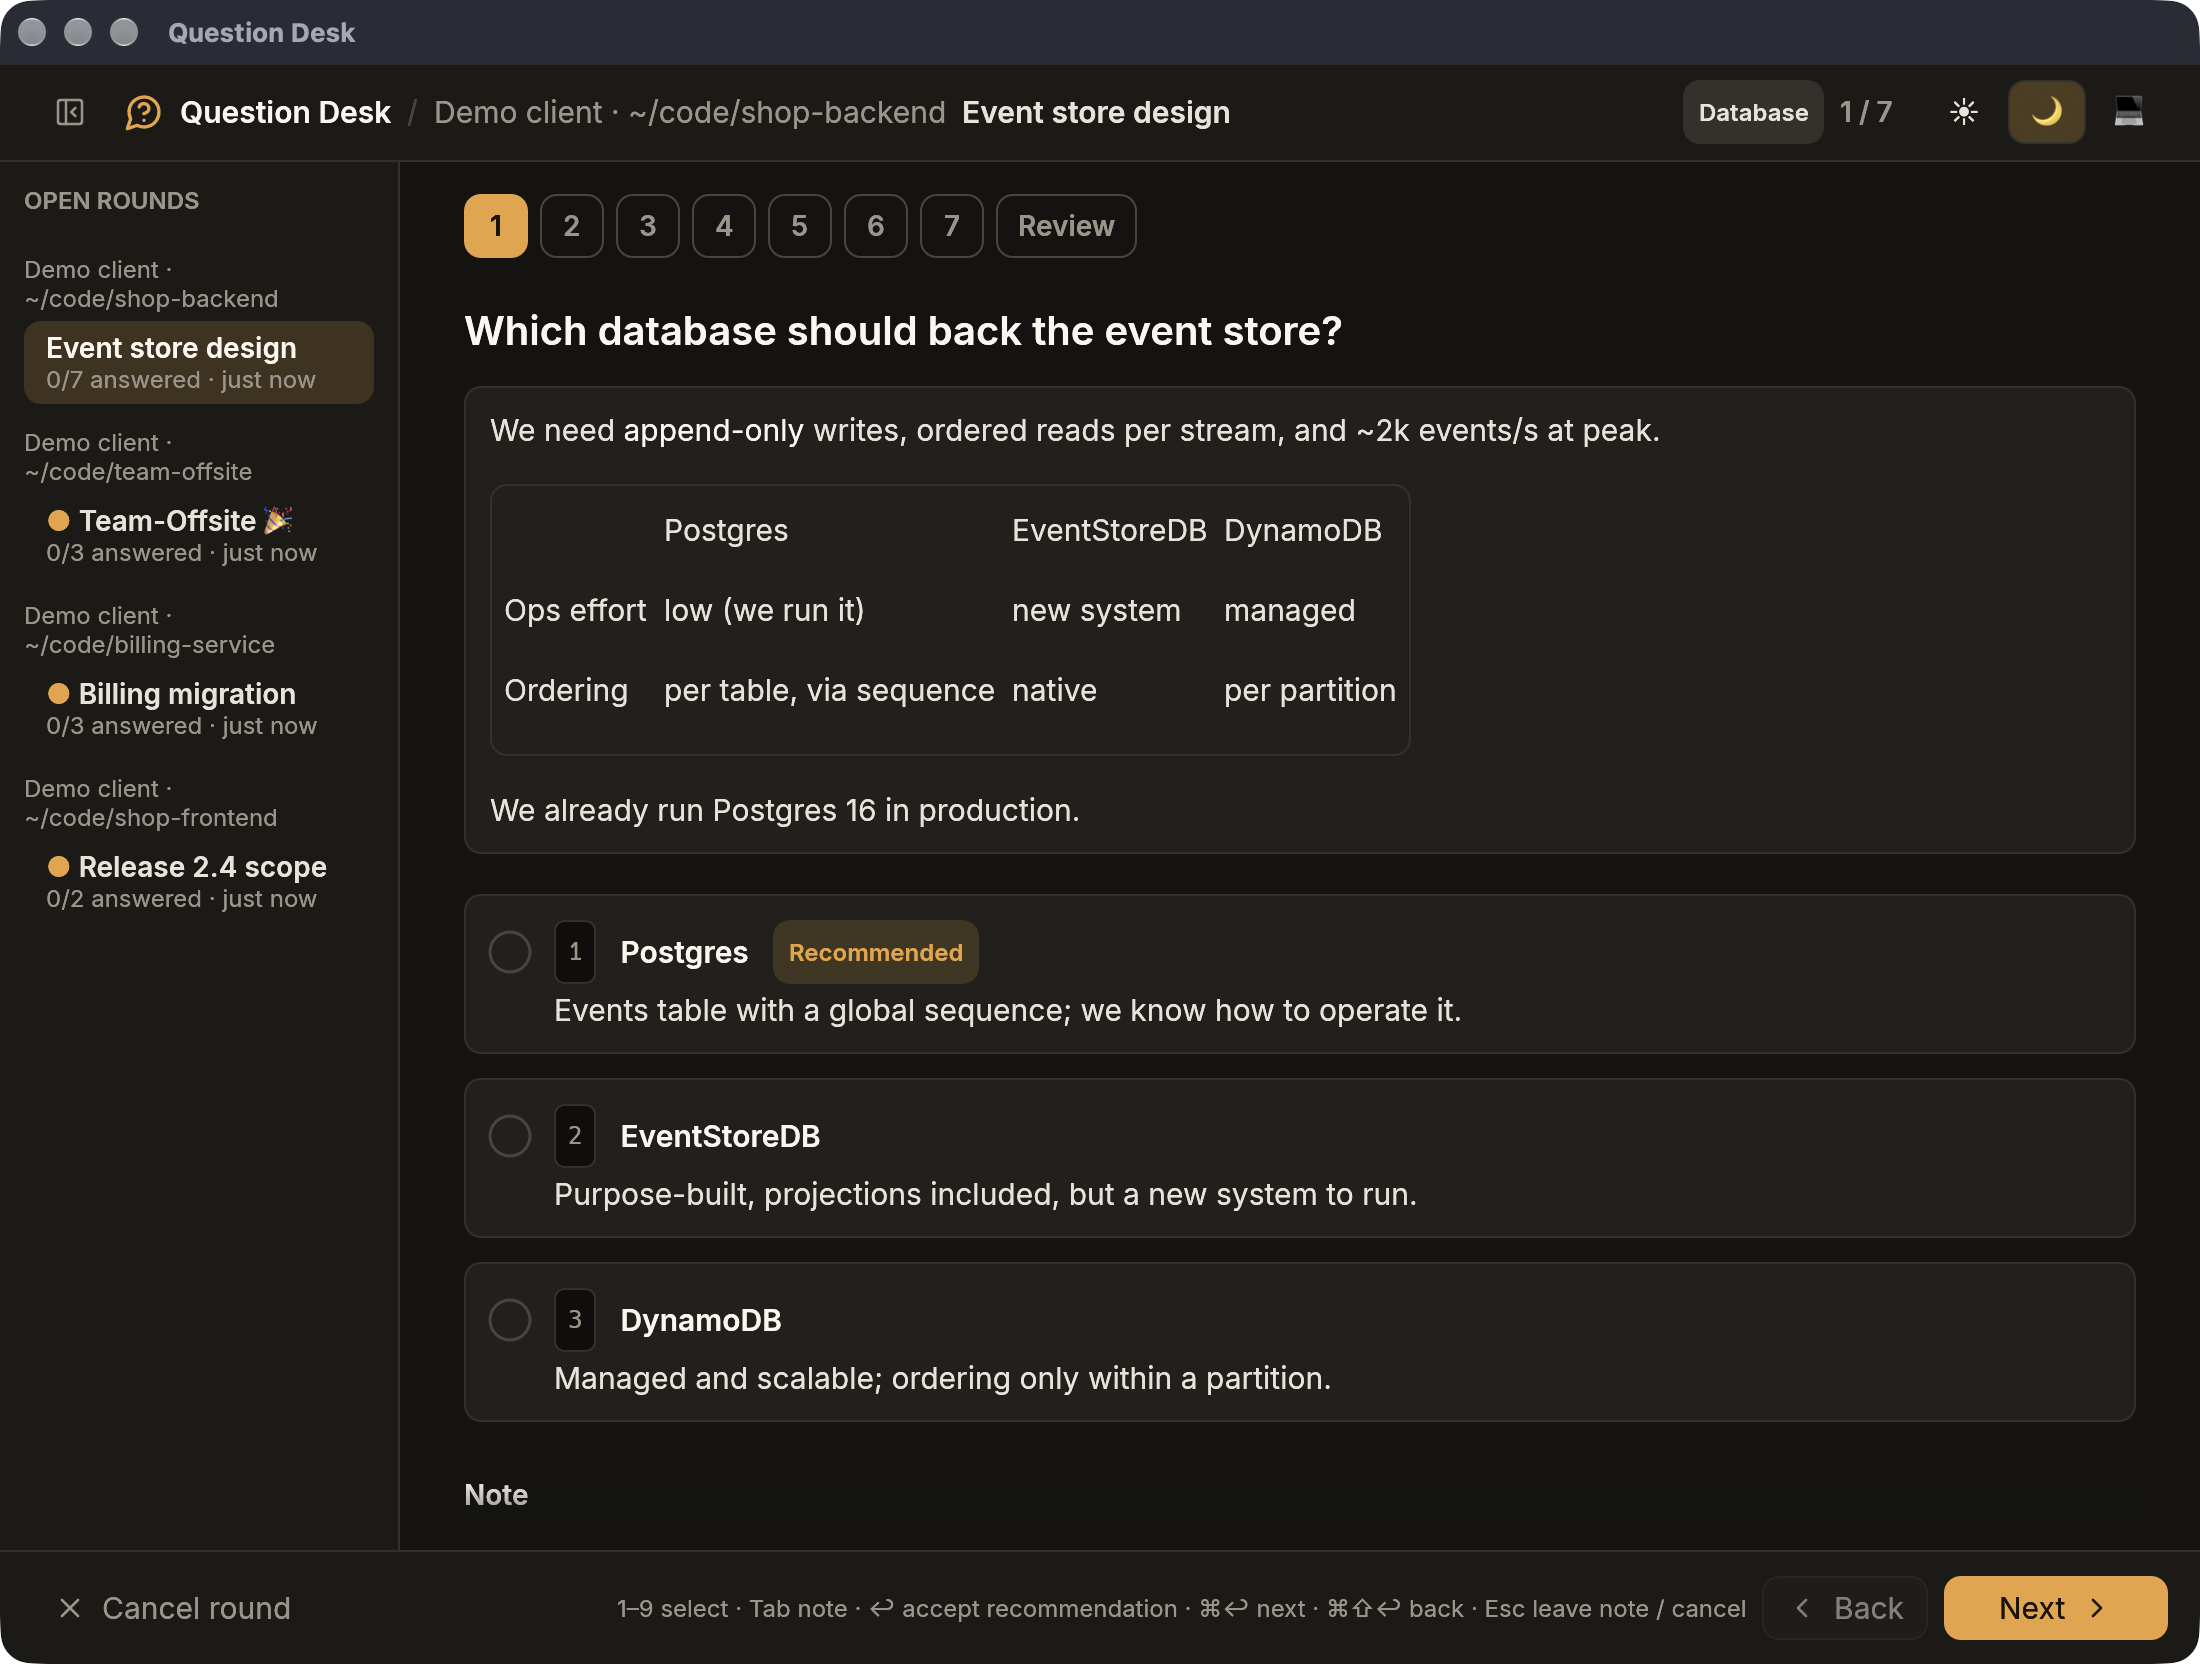 Question Desk
Question Desk / Demo client · ~/code/shop-backend Event store design
Database 1 / 7
OPEN ROUNDS
Demo client ·
~/code/shop-backend
Event store design
0/7 answered · just now
Demo client ·
~/code/team-offsite
Team-Offsite 🎉
0/3 answered · just now
Demo client ·
~/code/billing-service
Billing migration
0/3 answered · just now
Demo client ·
~/code/shop-frontend
Release 2.4 scope
0/2 answered · just now
1 2 3 4 5 6 7 Review
Which database should back the event store?
We need append-only writes, ordered reads per stream, and ~2k events/s at peak.
Postgres EventStoreDB DynamoDB
Ops effort low (we run it) new system managed
Ordering per table, via sequence native per partition
We already run Postgres 16 in production.
1 Postgres Recommended
Events table with a global sequence; we know how to operate it.
2 EventStoreDB
Purpose-built, projections included, but a new system to run.
3 DynamoDB
Managed and scalable; ordering only within a partition.
Note
Cancel round
1–9 select · Tab note · ↩ accept recommendation · ⌘↩ next · ⌘⇧↩ back · Esc leave note / cancel
Back
Next